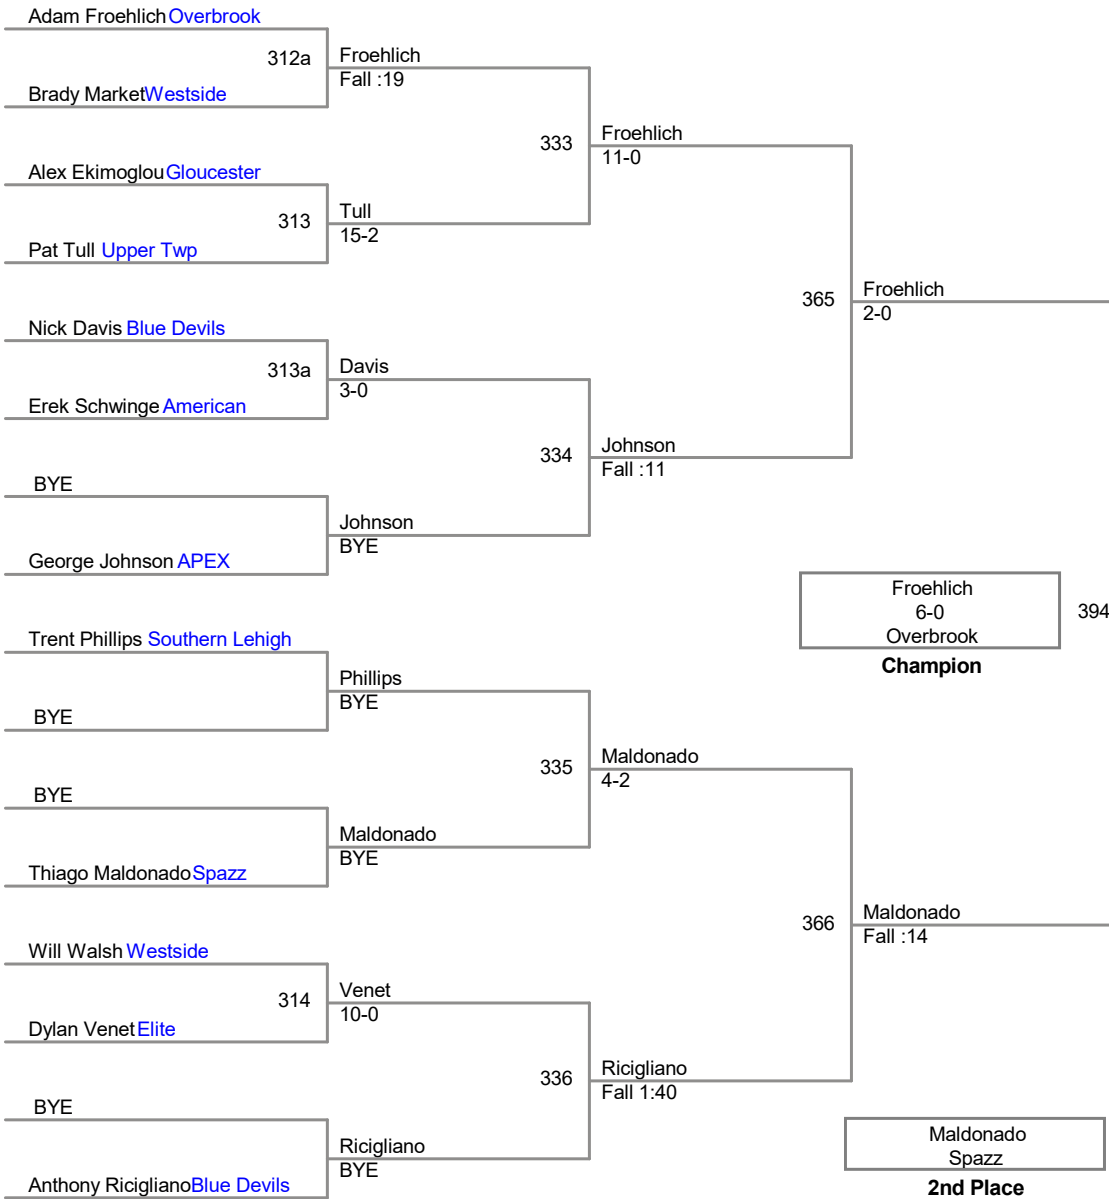 Adam Froehlich Overbrook
312a
Froehlich
Fall :19
Brady Market Westside
333
Froehlich
11-0
Alex Ekimoglou Gloucester
313
Tull
15-2
Pat Tull Upper Twp
365
Froehlich
2-0
Nick Davis Blue Devils
313a
Davis
3-0
Erek Schwinge American
334
Johnson
Fall :11
BYE
Johnson
BYE
George Johnson APEX
Froehlich
6-0
Overbrook
394
Champion
Trent Phillips Southern Lehigh
Phillips
BYE
BYE
335
Maldonado
4-2
BYE
Maldonado
BYE
Thiago Maldonado Spazz
366
Maldonado
Fall :14
Will Walsh Westside
314
Venet
10-0
Dylan Venet Elite
336
Ricigliano
Fall 1:40
BYE
Ricigliano
BYE
Anthony Ricigliano Blue Devils
Maldonado
Spazz
2nd Place